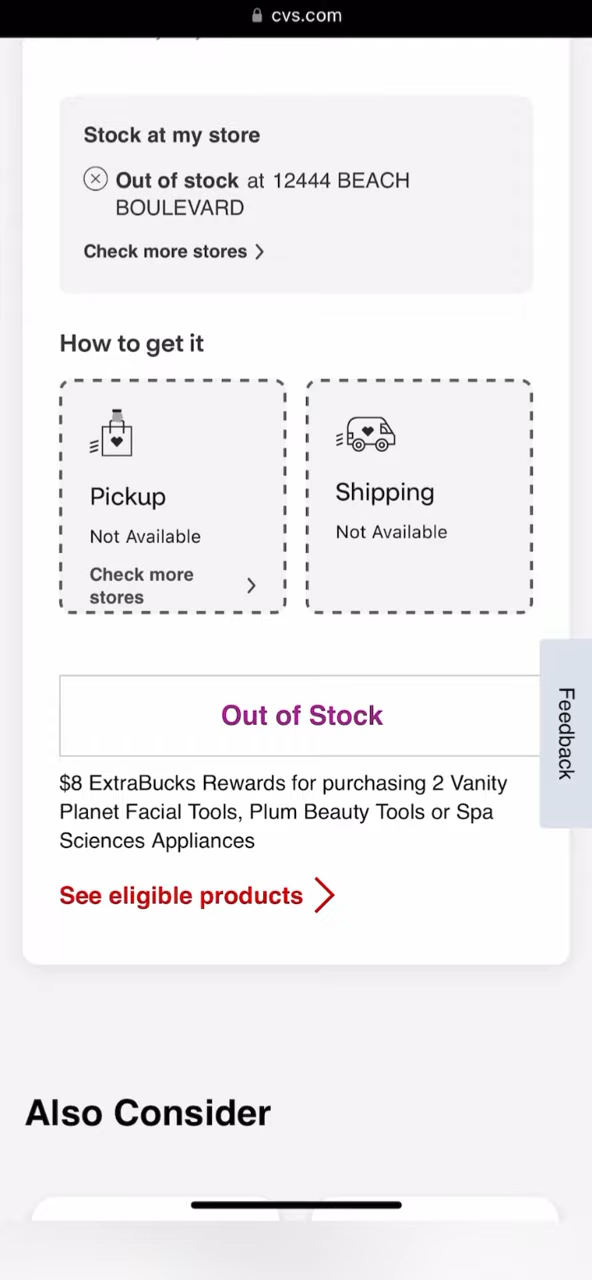 cvs.com
Stock at my store
Out of stock at 12444 BEACH
BOULEVARD
Check more stores
How to get it
Pickup
Not Available
Check more
stores
Shipping
Not Available
Out of Stock
Feedback
$8 ExtraBucks Rewards for purchasing 2 Vanity
Planet Facial Tools, Plum Beauty Tools or Spa
Sciences Appliances
See eligible products
Also Consider